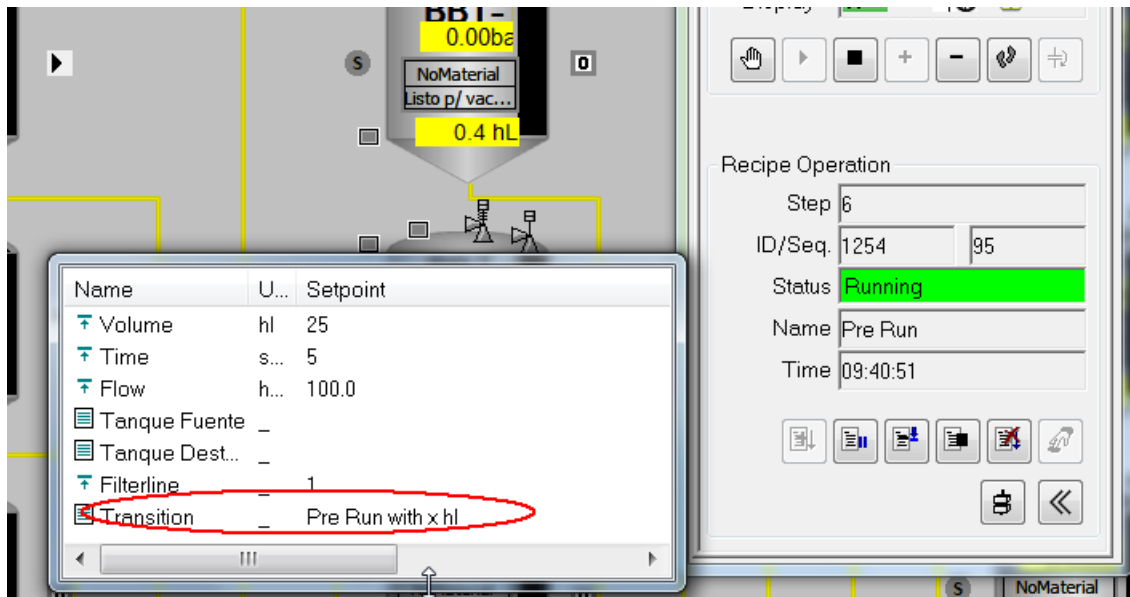 BBT-
0.00ba
S
0
NoMaterial
Listo p/ vac...
0.4 hL
Recipe Operation
Step 6
ID/Seq. 1254 95
Status Running
Name Pre Run
Time 09:40:51
Name U... Setpoint
Volume hl 25
Time s... 5
Flow h... 100.0
Tanque Fuente _
Tanque Dest... _
Filterline _ 1
Transition _ Pre Run with x hl
S
NoMaterial